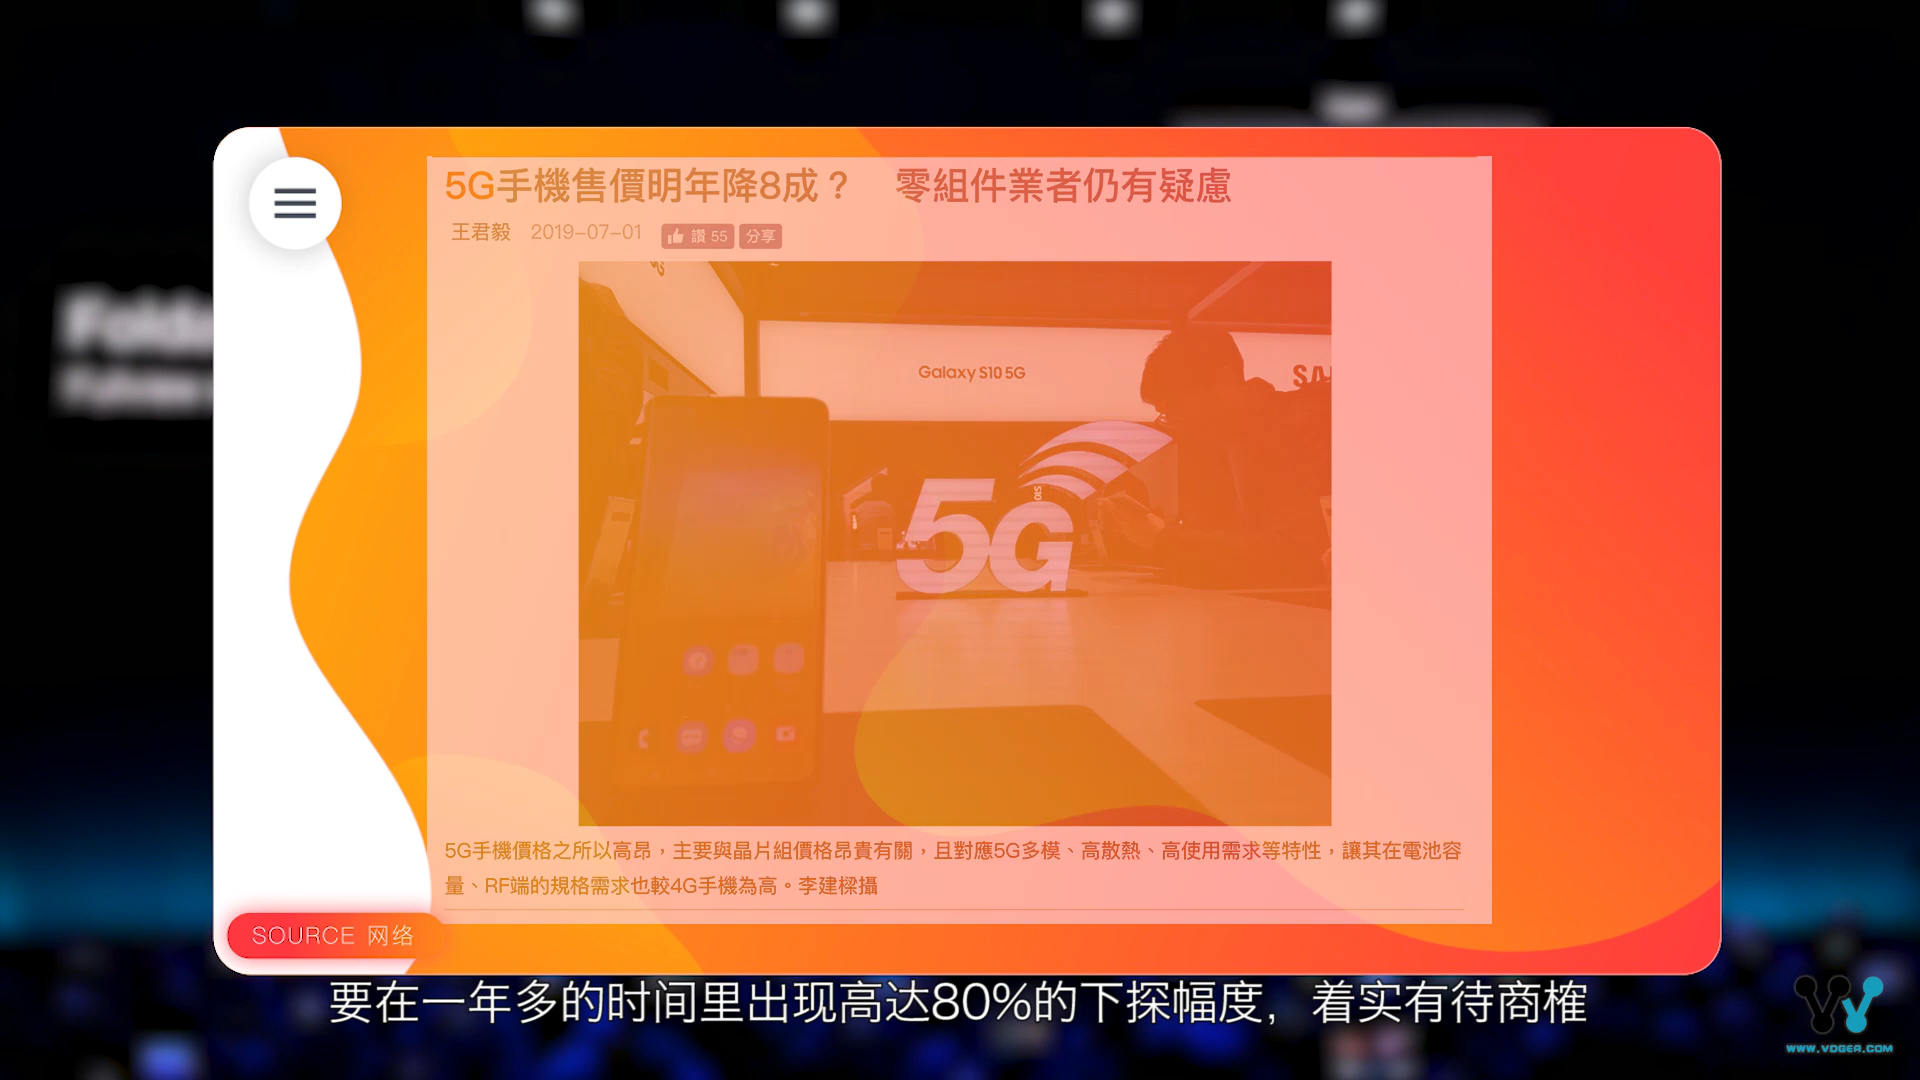 5G手機售價明年降8成？ 零組件業者仍有疑慮
王君毅 2019-07-01 讚 55 分享
Galaxy S10 5G
SA
5G
S10
5G手機價格之所以高昂，主要與晶片組價格昂貴有關，且對應5G多模、高散熱、高使用需求等特性，讓其在電池容
量、RF端的規格需求也較4G手機為高。李建樑攝
SOURCE 网络
要在一年多的时间里出现高达80%的下探幅度，着实有待商榷
WWW.VDGER.COM